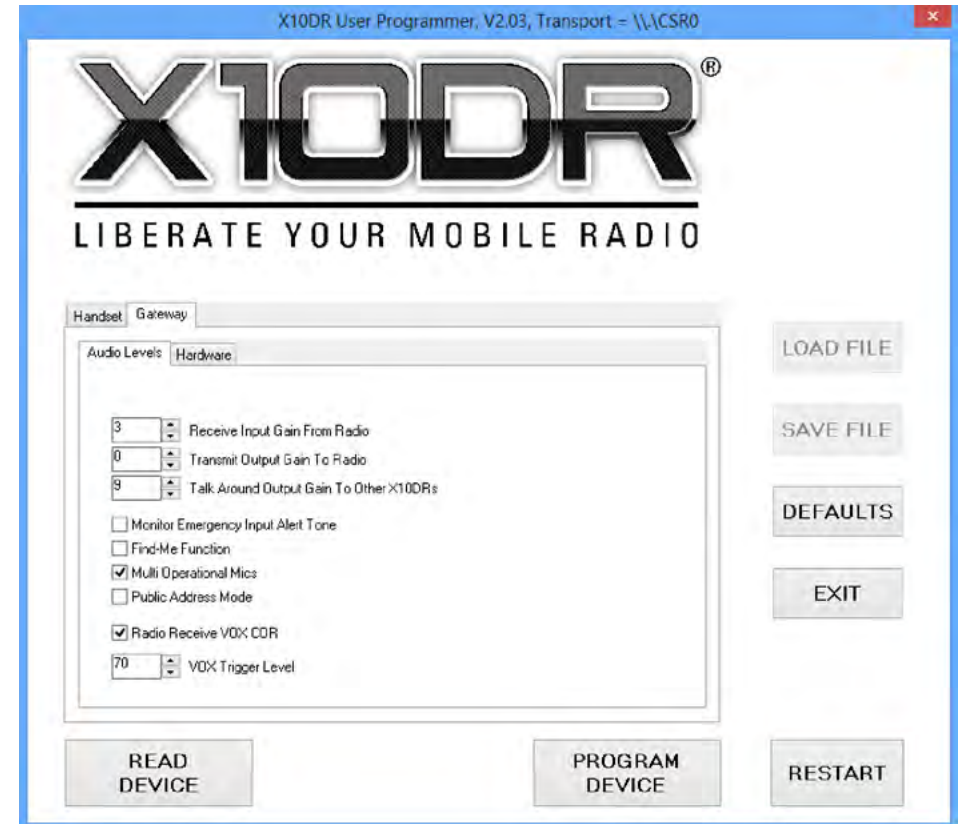 X10DR User Programmer, V2.03, Transport = \\.\CSR0
X10DR®
LIBERATE YOUR MOBILE RADIO
Handset Gateway
Audio Levels Hardware
3 Receive Input Gain From Radio
0 Transmit Output Gain To Radio
9 Talk Around Output Gain To Other X10DRs
Monitor Emergency Input Alert Tone
Find-Me Function
Multi Operational Mics
Public Address Mode
Radio Receive VOX COR
70 VOX Trigger Level
LOAD FILE
SAVE FILE
DEFAULTS
EXIT
READ
DEVICE
PROGRAM
DEVICE
RESTART